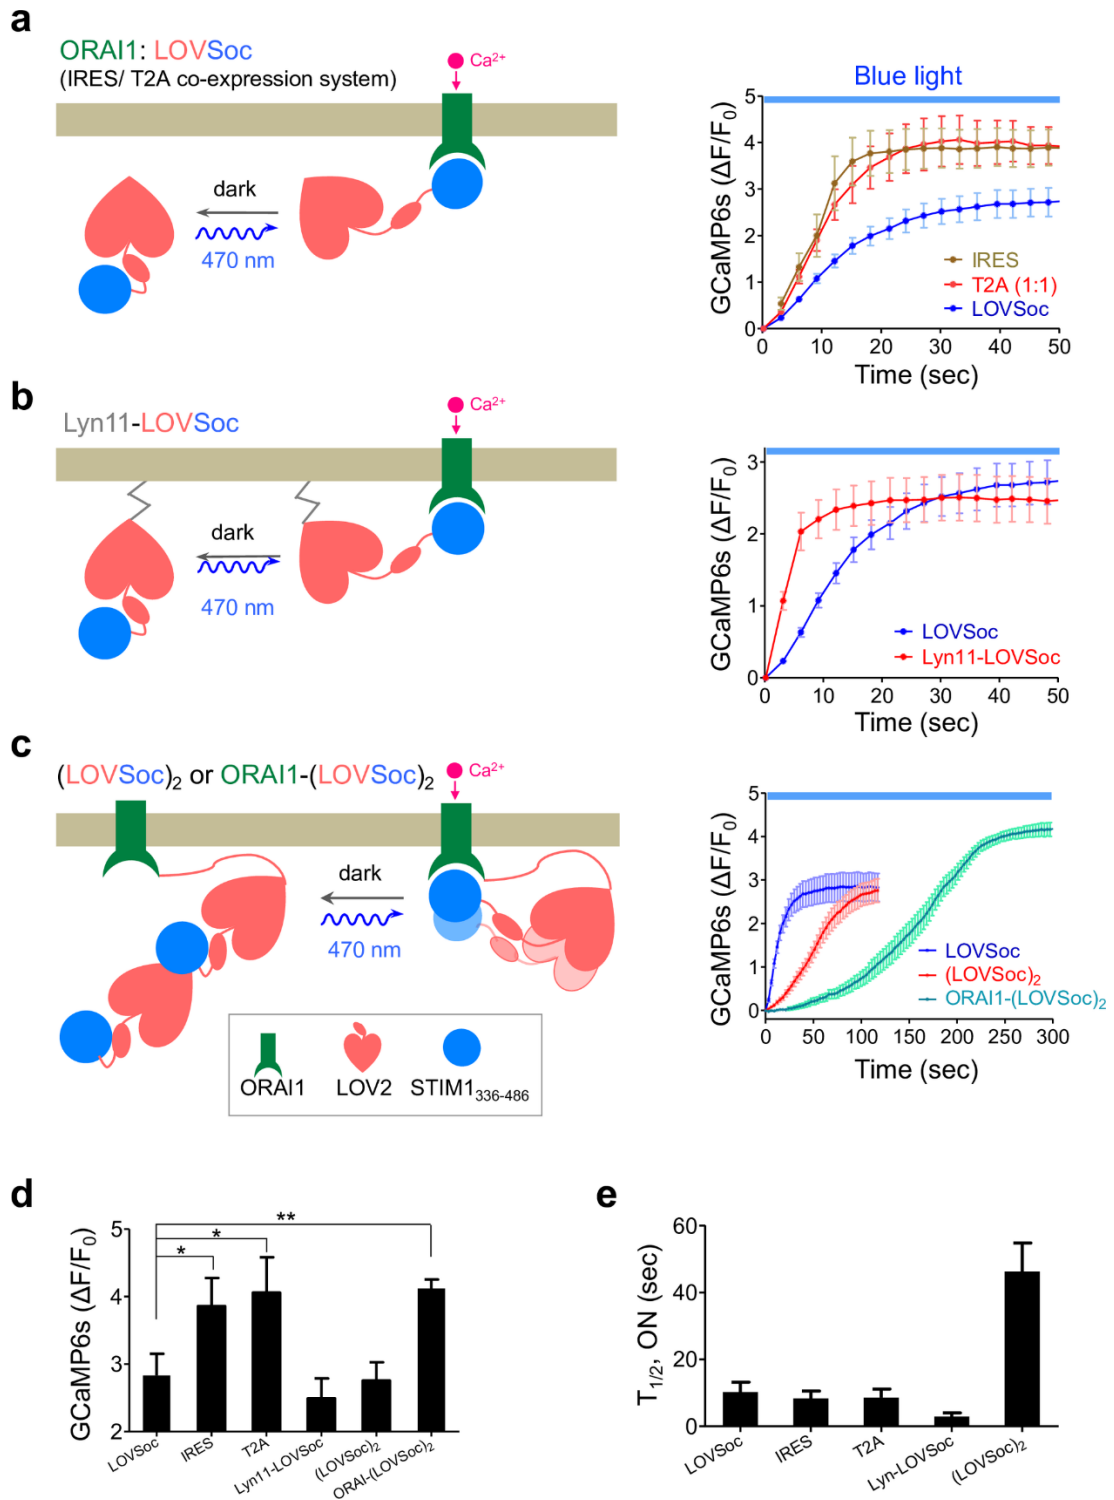 a
ORAI1: LOVSoc
(IRES/ T2A co-expression system)
Ca2+
dark
470 nm
Blue light
GCaMP6s (ΔF/F0)
5
4
3
2
1
0
IRES
T2A (1:1)
LOVSoc
0 10 20 30 40 50
Time (sec)
b
Lyn11-LOVSoc
Ca2+
dark
470 nm
GCaMP6s (ΔF/F0)
3
2
1
0
LOVSoc
Lyn11-LOVSoc
0 10 20 30 40 50
Time (sec)
c
(LOVSoc)2 or ORAI1-(LOVSoc)2
Ca2+
dark
470 nm
ORAI1 LOV2 STIM1336-486
GCaMP6s (ΔF/F0)
5
4
3
2
1
0
LOVSoc
(LOVSoc)2
ORAI1-(LOVSoc)2
0 50 100 150 200 250 300
Time (sec)
d
GCaMP6s (ΔF/F0)
5
4
3
2
**
*
*
LOVSoc
IRES
T2A
Lyn11-LOVSoc
(LOVSoc)2
ORAI-(LOVSoc)2
e
T1/2, ON (sec)
60
40
20
0
LOVSoc
IRES
T2A
Lyn-LOVSoc
(LOVSoc)2